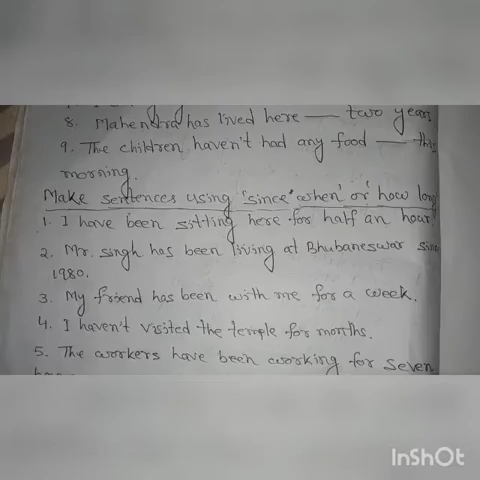 8. Mahendra has lived here — two years
9. The children haven't had any food — this
morning.
Make sentences using 'since' when' or how long
1. I have been sitting here for half an hour
2. Mr. singh has been living at Bhubaneswar since
1980.
3. My friend has been with me for a week.
4. I haven't visited the temple for months.
5. The workers have been working for seven
InShOt